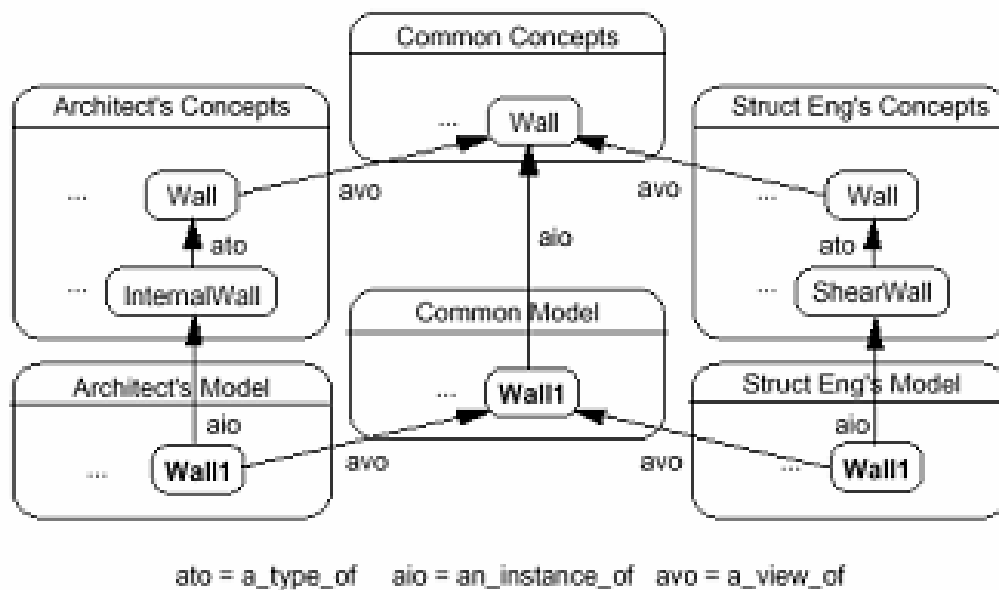 Common Concepts
... Wall
Architect's Concepts
... Wall
ato
... InternalWall
avo
aio
avo
Struct Eng's Concepts
... Wall
ato
... ShearWall
Common Model
... Wall1
Architect's Model
aio
... Wall1
avo
avo
Struct Eng's Model
aio
... Wall1
ato = a_type_of aio = an_instance_of avo = a_view_of